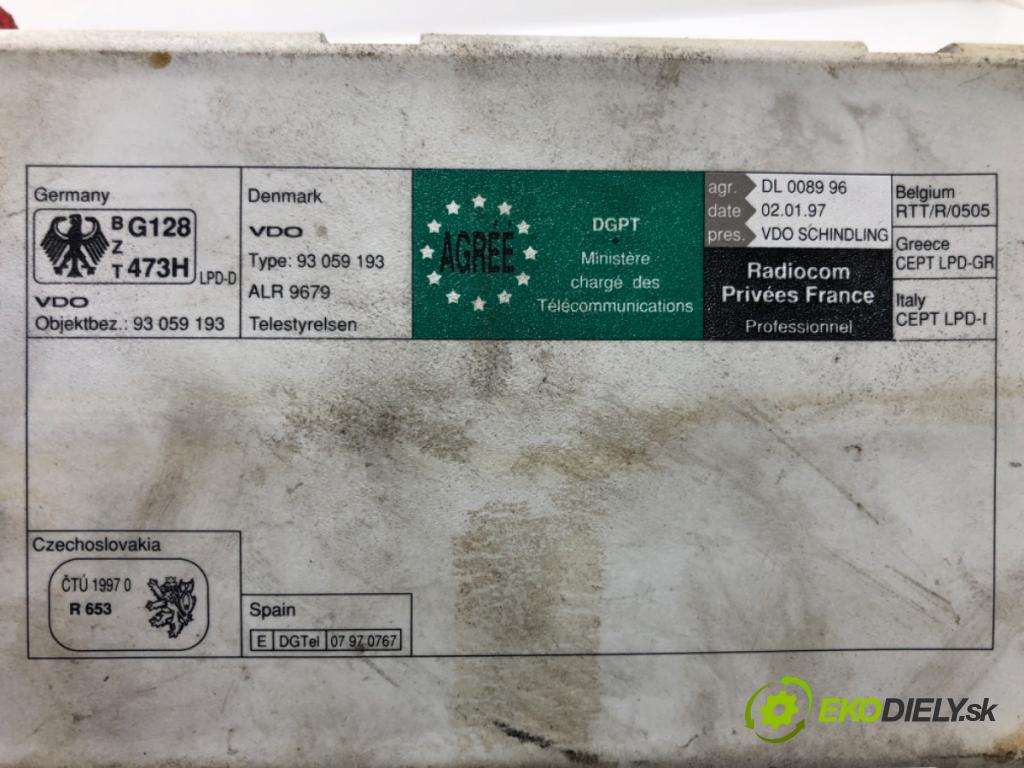 Germany
BZT G128
473H LPD-D
VDO
Objektbez.: 93 059 193
Denmark
VDO
Type: 93 059 193
ALR 9679
Telestyrelsen
AGRÉÉ
DGPT
Ministère
chargé des
Télécommunications
agr. DL 0089 96
date 02.01.97
pres. VDO SCHINDLING
Radiocom
Privées France
Professionnel
Belgium
RTT/R/0505
Greece
CEPT LPD-GR
Italy
CEPT LPD-I
Czechoslovakia
ČTÚ 1997 0
R 653
Spain
E DGTel 07 97 0767
EKODIELY.sk